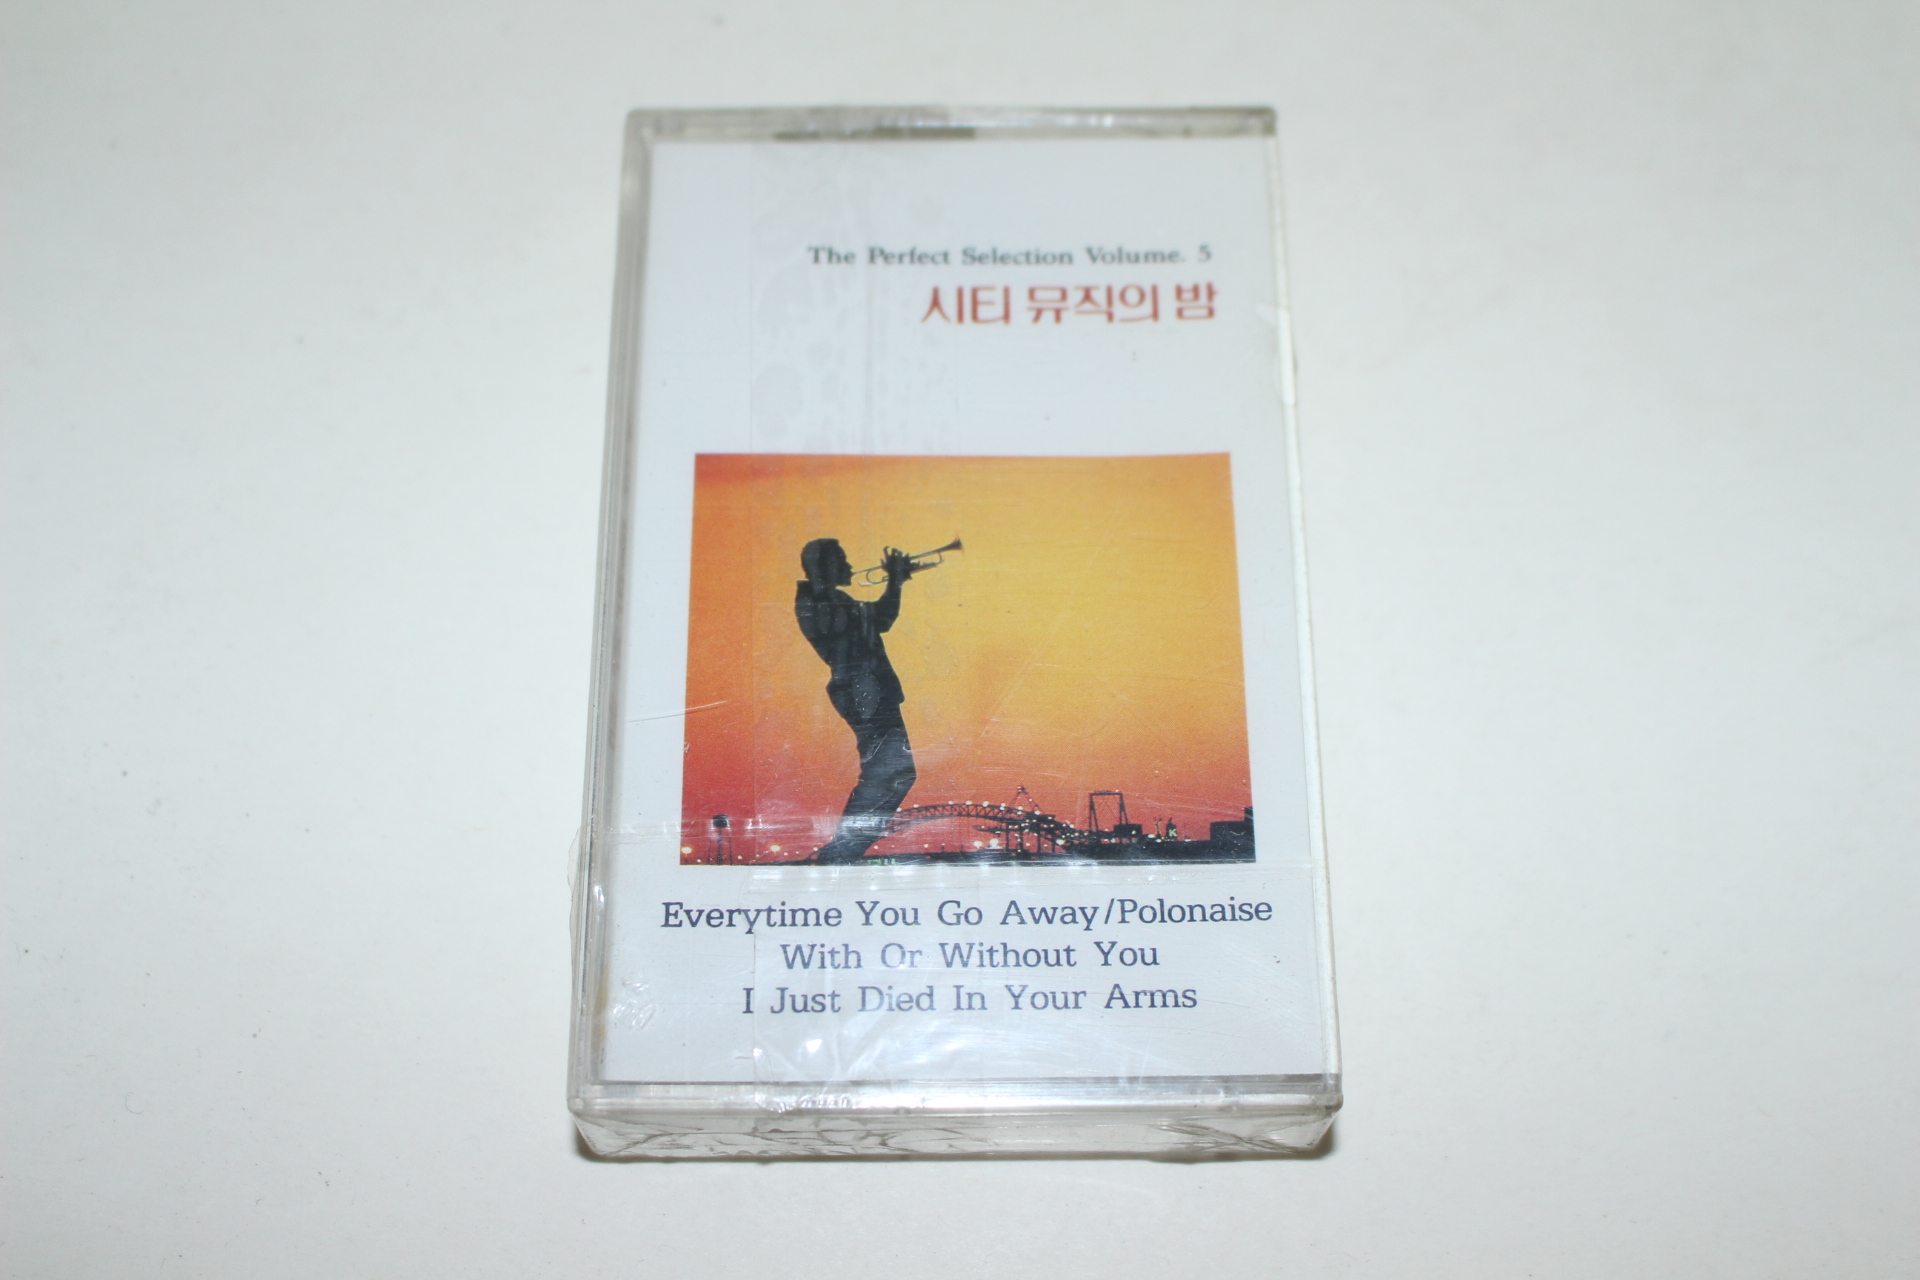 The Perfect Selection Volume. 5
시티 뮤직의 밤
Everytime You Go Away/Polonaise
With Or Without You
I Just Died In Your Arms